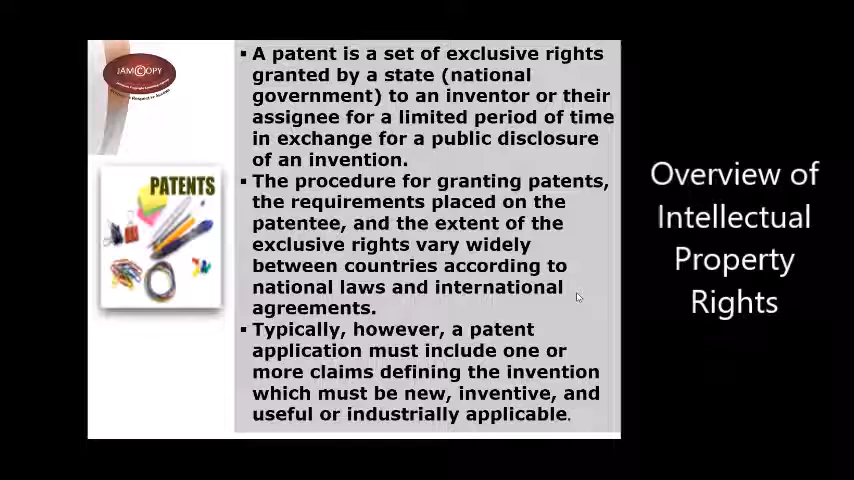 JAMCOPY
PATENTS
▪ A patent is a set of exclusive rights
granted by a state (national
government) to an inventor or their
assignee for a limited period of time
in exchange for a public disclosure
of an invention.
▪ The procedure for granting patents,
the requirements placed on the
patentee, and the extent of the
exclusive rights vary widely
between countries according to
national laws and international
agreements.
▪ Typically, however, a patent
application must include one or
more claims defining the invention
which must be new, inventive, and
useful or industrially applicable.
Overview of
Intellectual
Property
Rights